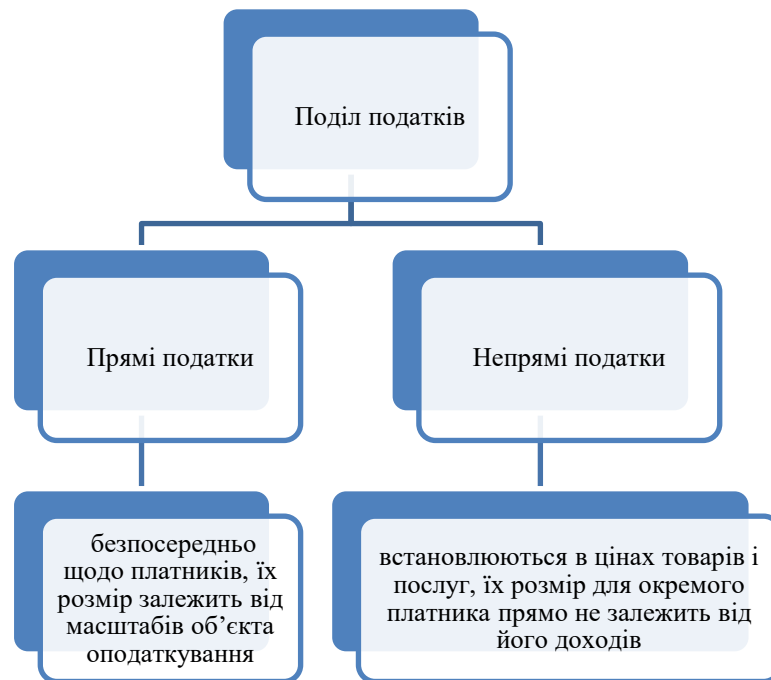 Поділ податків
Прямі податки
Непрямі податки
безпосередньо
щодо платників, їх
розмір залежить від
масштабів об’єкта
оподаткування
встановлюються в цінах товарів і
послуг, їх розмір для окремого
платника прямо не залежить від
його доходів